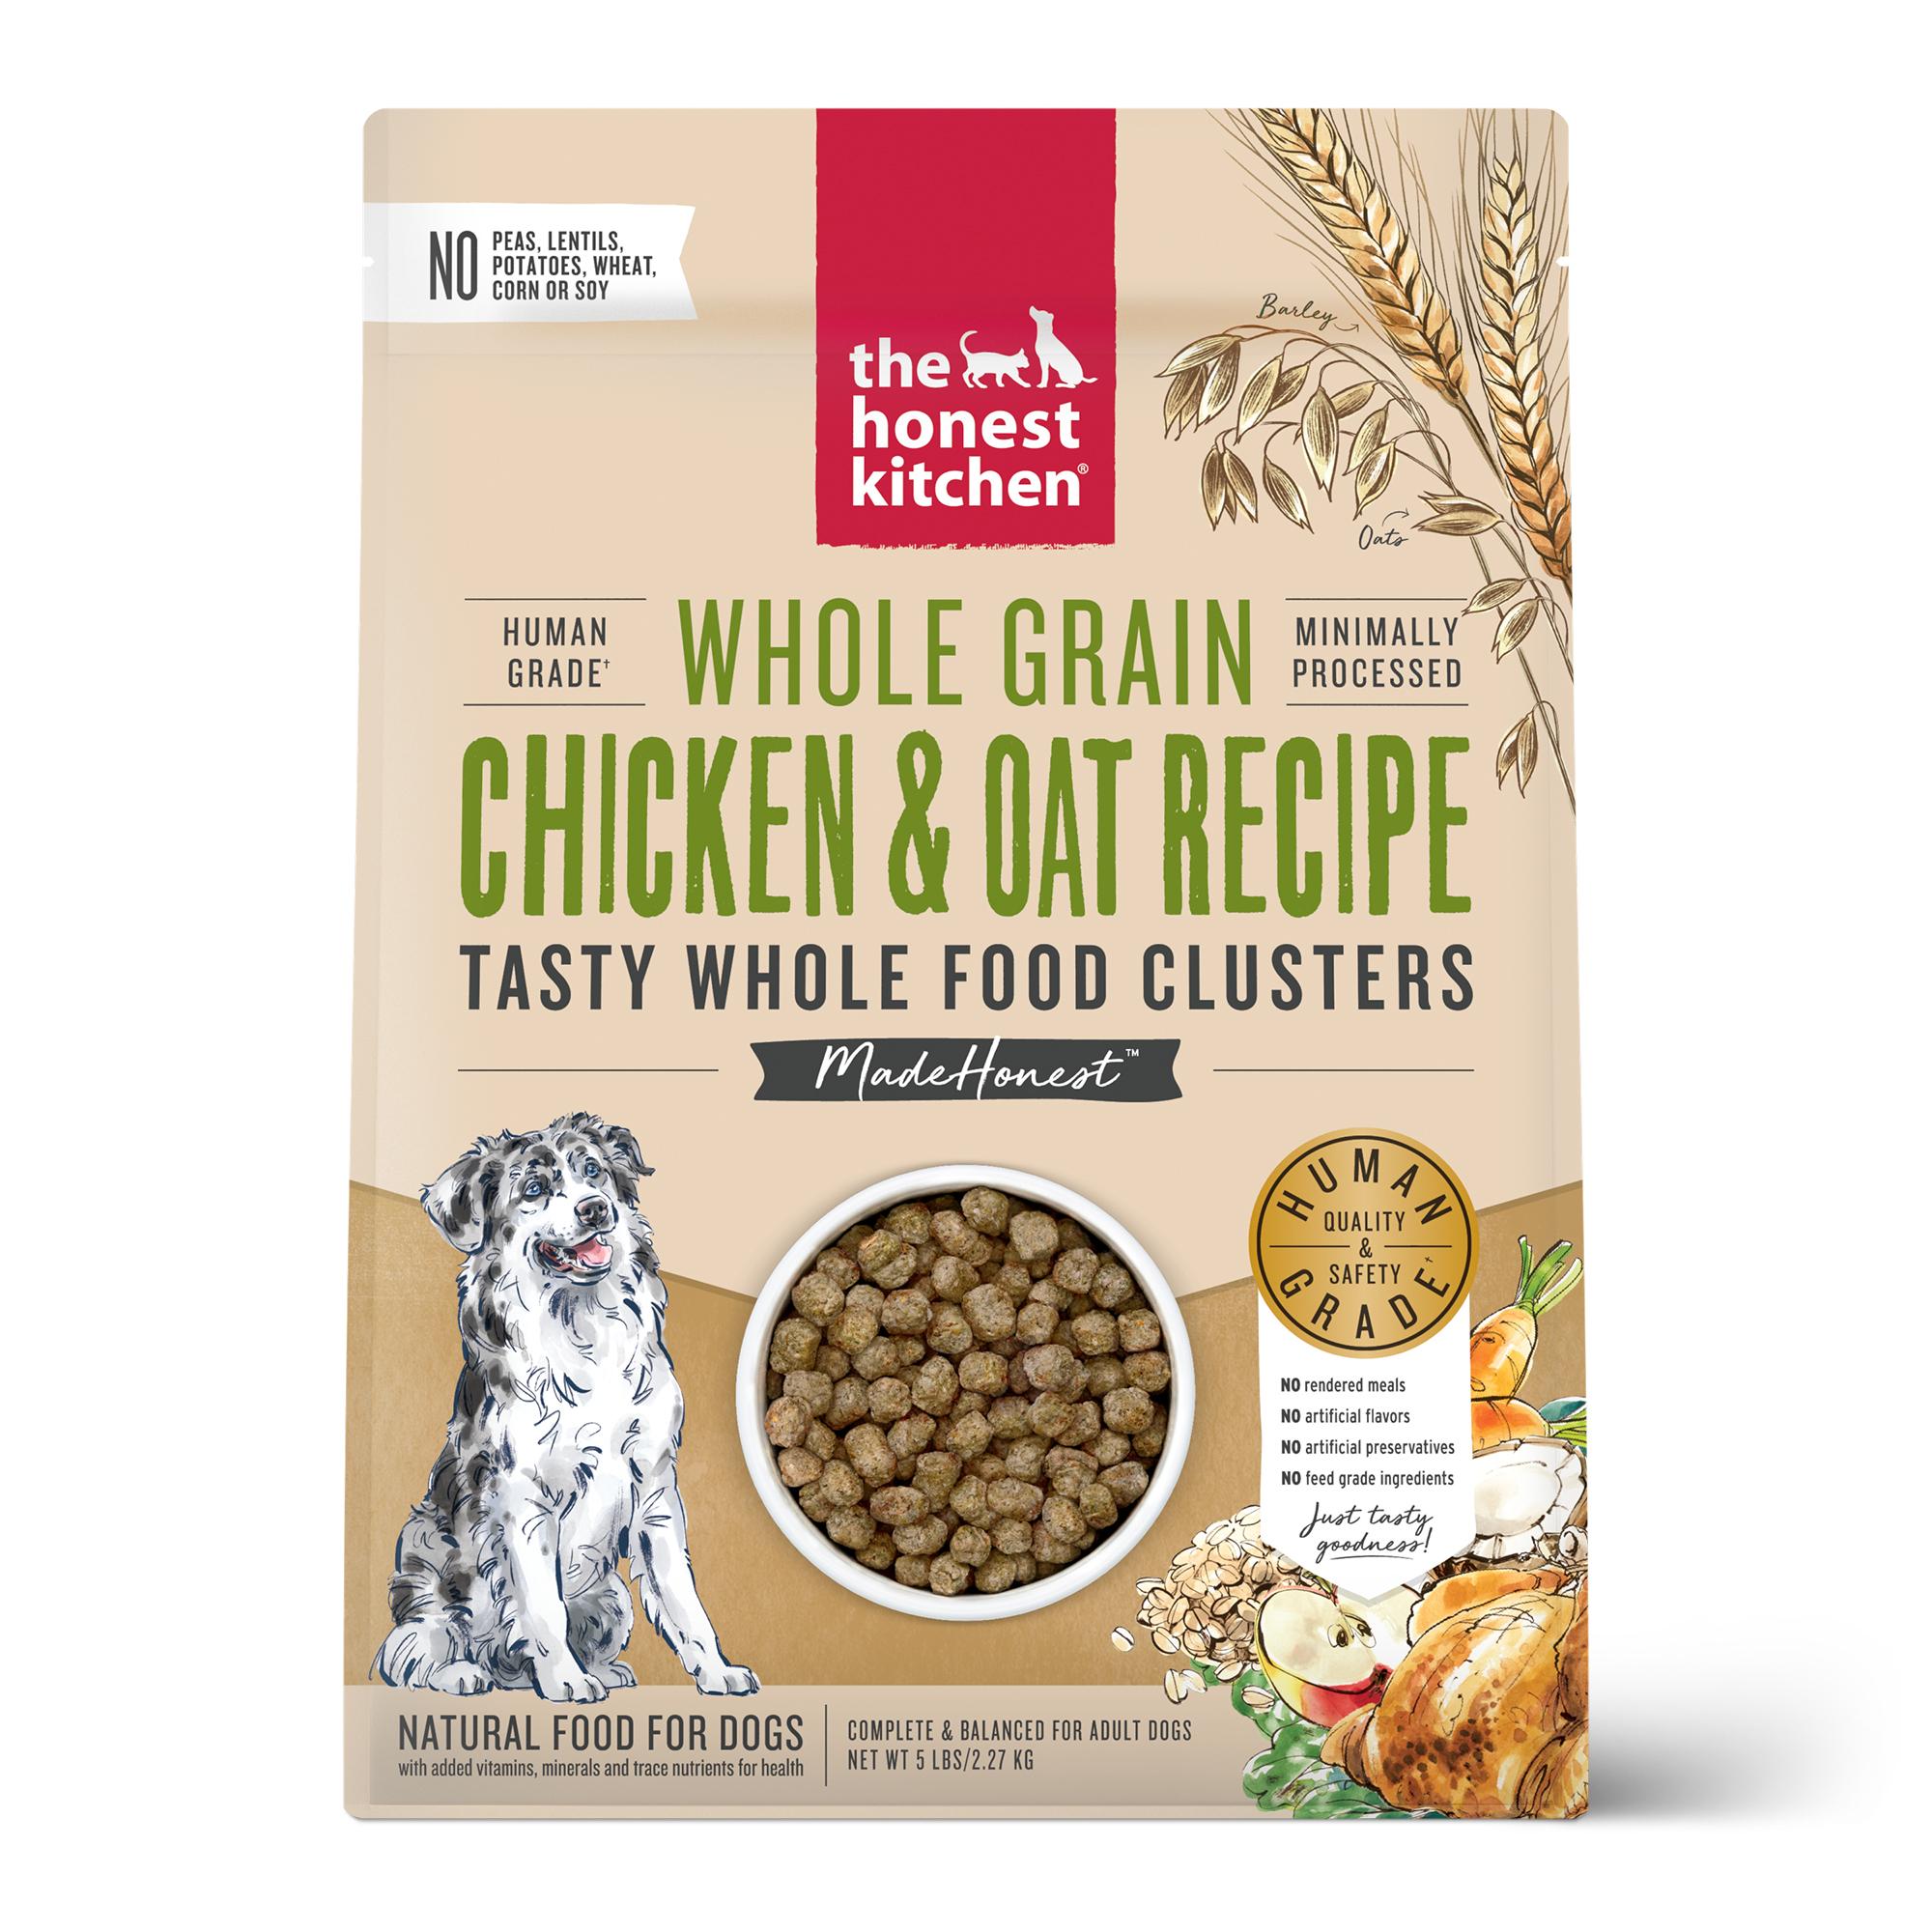 NO PEAS, LENTILS,
POTATOES, WHEAT,
CORN OR SOY
the
honest
kitchen®
Barley
Oats
HUMAN
GRADE†
WHOLE GRAIN
MINIMALLY
PROCESSED
CHICKEN & OAT RECIPE
TASTY WHOLE FOOD CLUSTERS
MadeHonest™
HUMAN
QUALITY
&
SAFETY
GRADE†
NO rendered meals
NO artificial flavors
NO artificial preservatives
NO feed grade ingredients
Just tasty
goodness!
NATURAL FOOD FOR DOGS
with added vitamins, minerals and trace nutrients for health
COMPLETE & BALANCED FOR ADULT DOGS
NET WT 5 LBS/2.27 KG